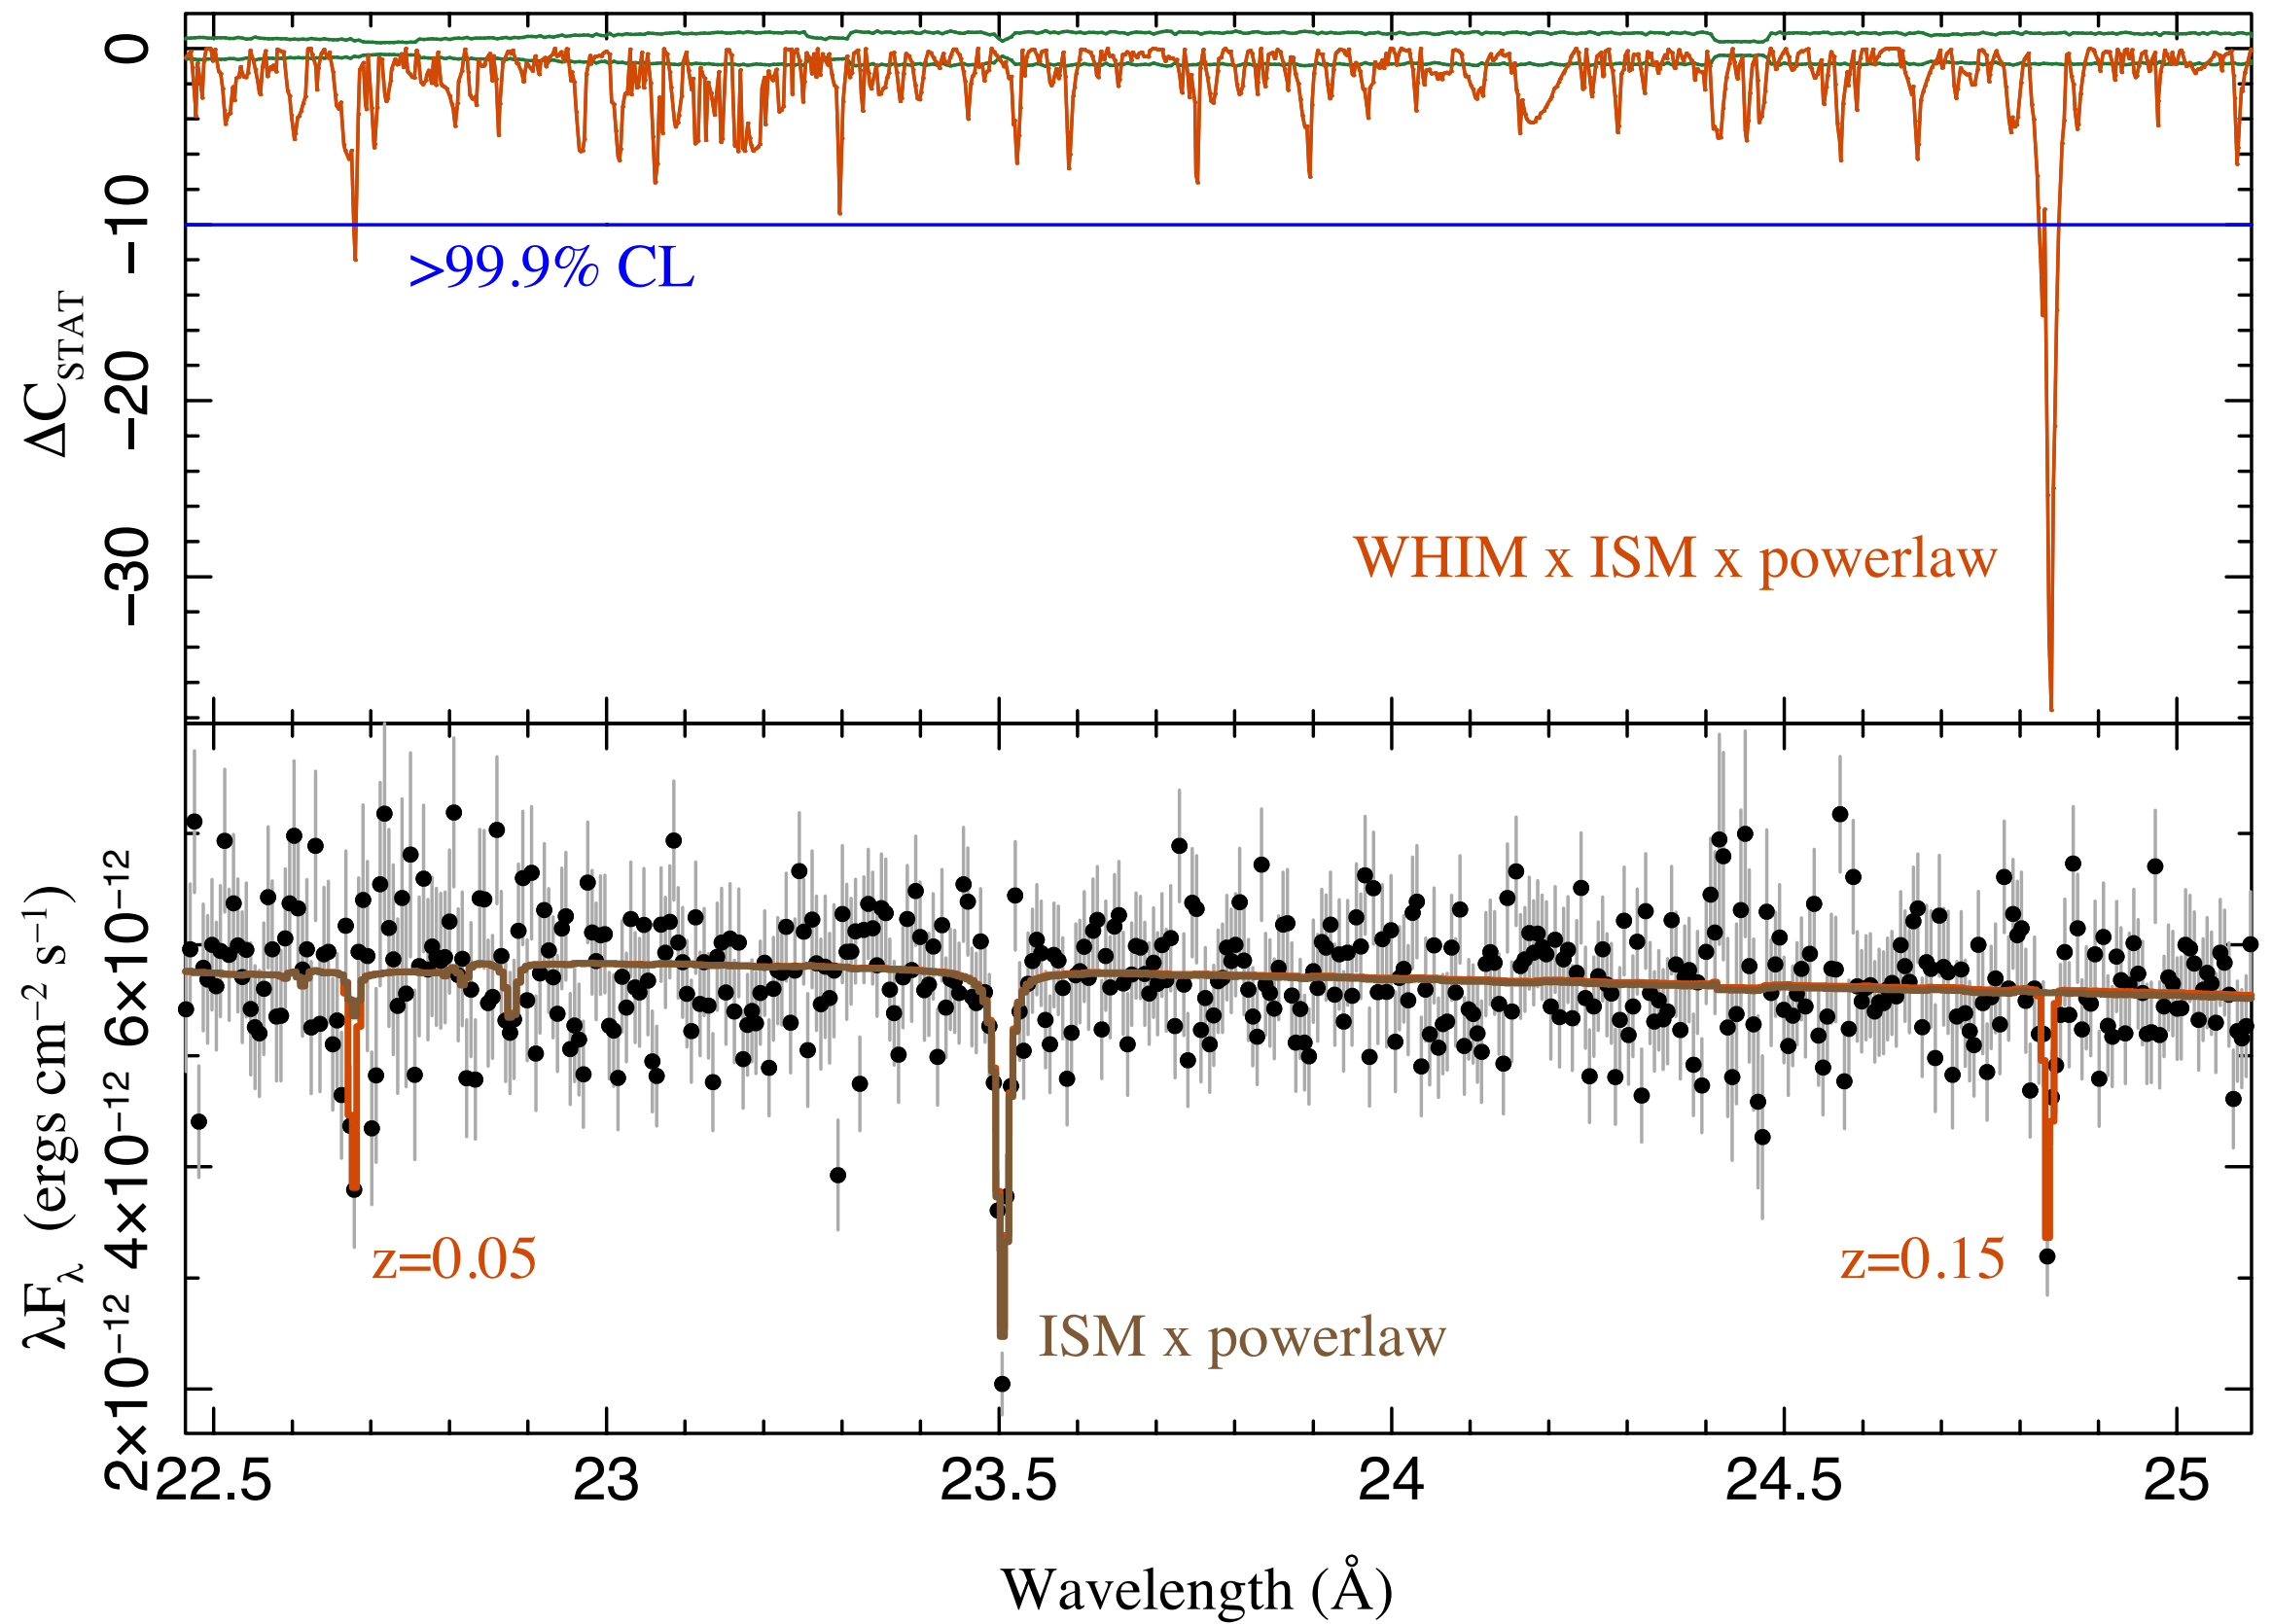 0
−10
−20
−30
ΔC_STAT
>99.9% CL
WHIM x ISM x powerlaw
6×10⁻¹²
4×10⁻¹²
2×10⁻¹²
λF_λ (ergs cm⁻² s⁻¹)
z=0.05
z=0.15
ISM x powerlaw
22.5 23 23.5 24 24.5 25
Wavelength (Å)